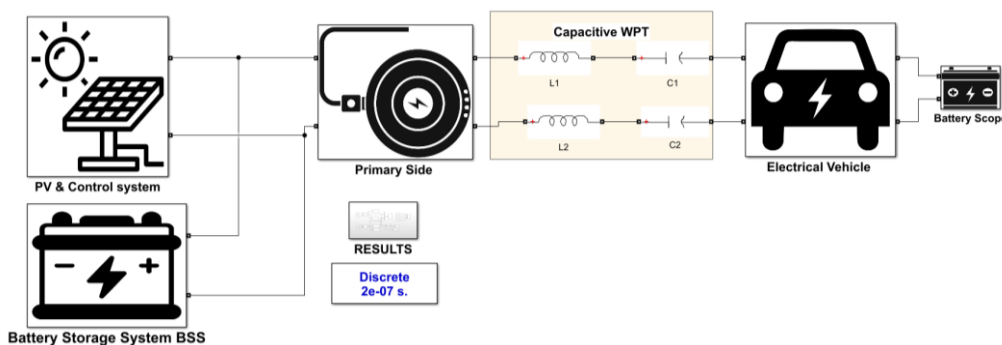 Capacitive WPT
L1
C1
L2
C2
PV & Control system
Primary Side
Electrical Vehicle
Battery Scop
RESULTS
Discrete
2e-07 s.
Battery Storage System BSS